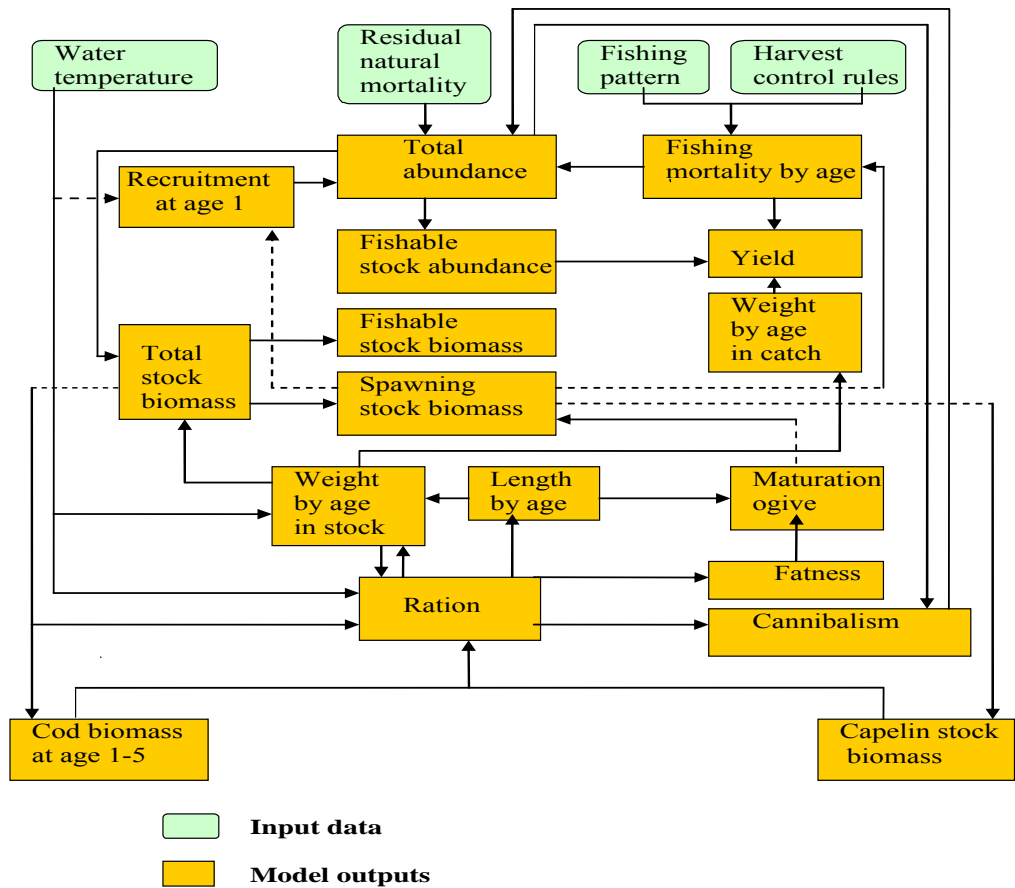 Water
temperature
Residual
natural
mortality
Fishing
pattern
Harvest
control rules
Total
abundance
Fishing
mortality by age
Recruitment
at age 1
Fishable
stock abundance
Yield
Weight
by age
in catch
Fishable
stock biomass
Total
stock
biomass
Spawning
stock biomass
Weight
by age
in stock
Length
by age
Maturation
ogive
Fatness
Ration
Cannibalism
Cod biomass
at age 1-5
Capelin stock
biomass
Input data
Model outputs